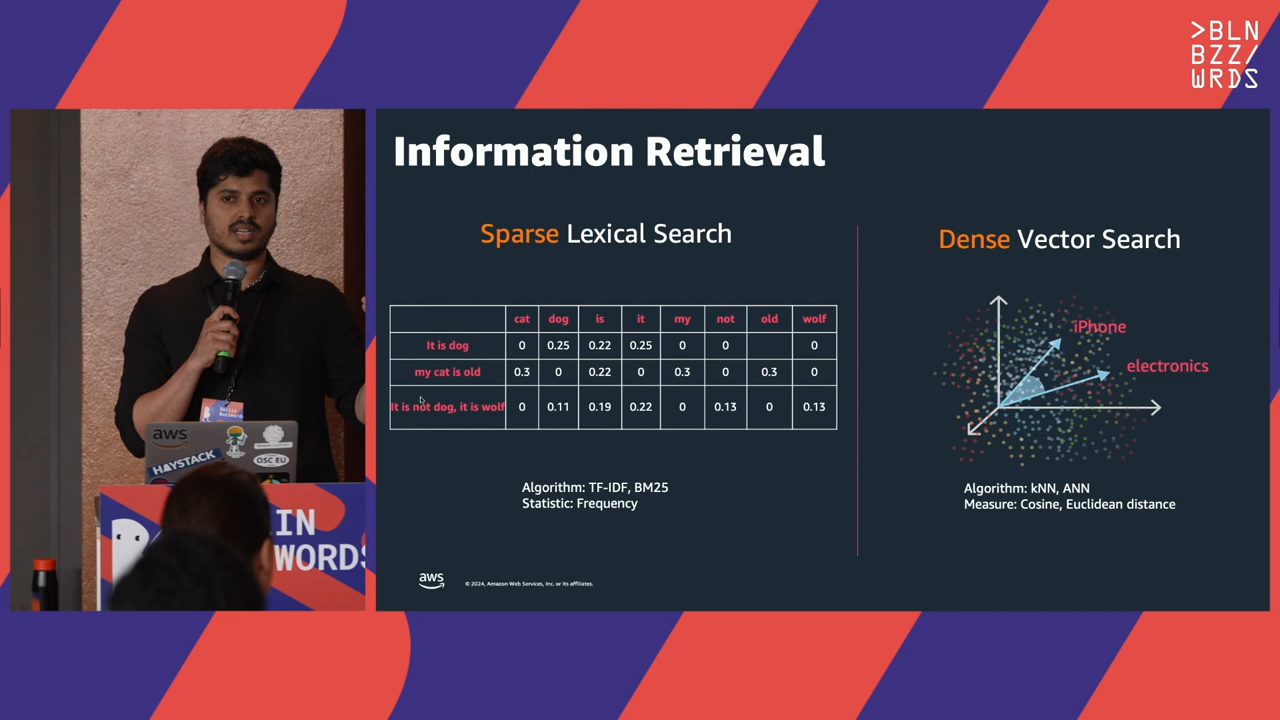 >BLN
BZZ/
WRDS
Information Retrieval
Sparse Lexical Search
cat dog is it my not old wolf
It is dog 0 0.25 0.22 0.25 0 0 0
my cat is old 0.3 0 0.22 0 0.3 0 0.3 0
It is not dog, it is wolf 0 0.11 0.19 0.22 0 0.13 0 0.13
Algorithm: TF-IDF, BM25
Statistic: Frequency
Dense Vector Search
iPhone
electronics
Algorithm: kNN, ANN
Measure: Cosine, Euclidean distance
aws
© 2024, Amazon Web Services, Inc. or its affiliates.
aws
HAYSTACK
OSC EU
IN
WORDS